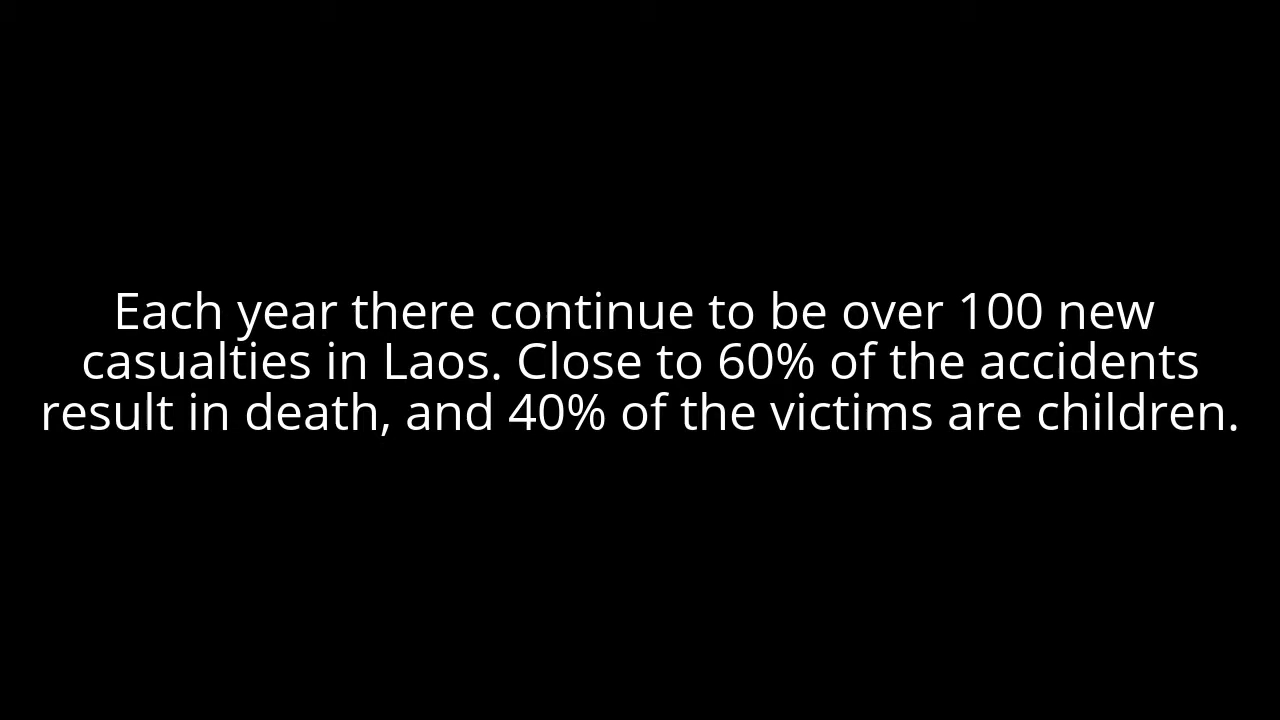 Each year there continue to be over 100 new
casualties in Laos. Close to 60% of the accidents
result in death, and 40% of the victims are children.